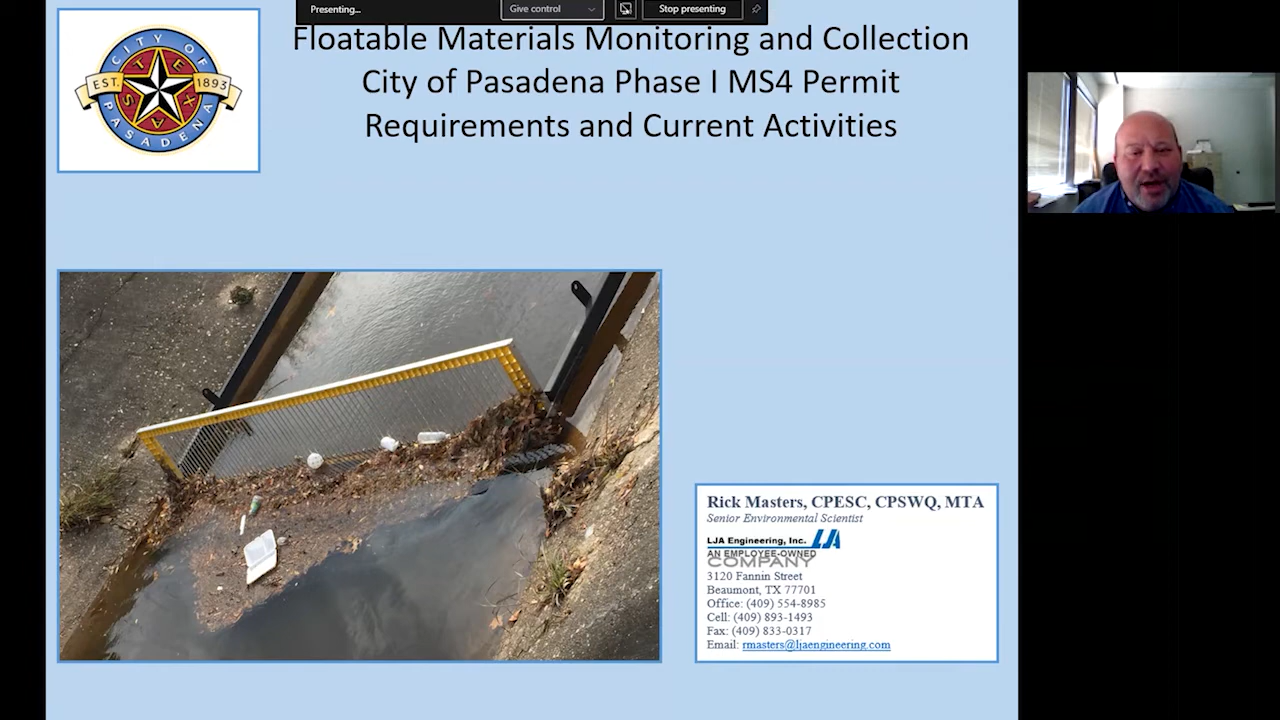 Presenting...
Give control
Stop presenting
Floatable Materials Monitoring and Collection
City of Pasadena Phase I MS4 Permit
Requirements and Current Activities
CITY OF
TEXAS
EST. 1893
PASADENA
Rick Masters, CPESC, CPSWQ, MTA
Senior Environmental Scientist
LJA Engineering, Inc. LJA
AN EMPLOYEE-OWNED
COMPANY
3120 Fannin Street
Beaumont, TX 77701
Office: (409) 554-8985
Cell: (409) 893-1493
Fax: (409) 833-0317
Email: rmasters@ljaengineering.com